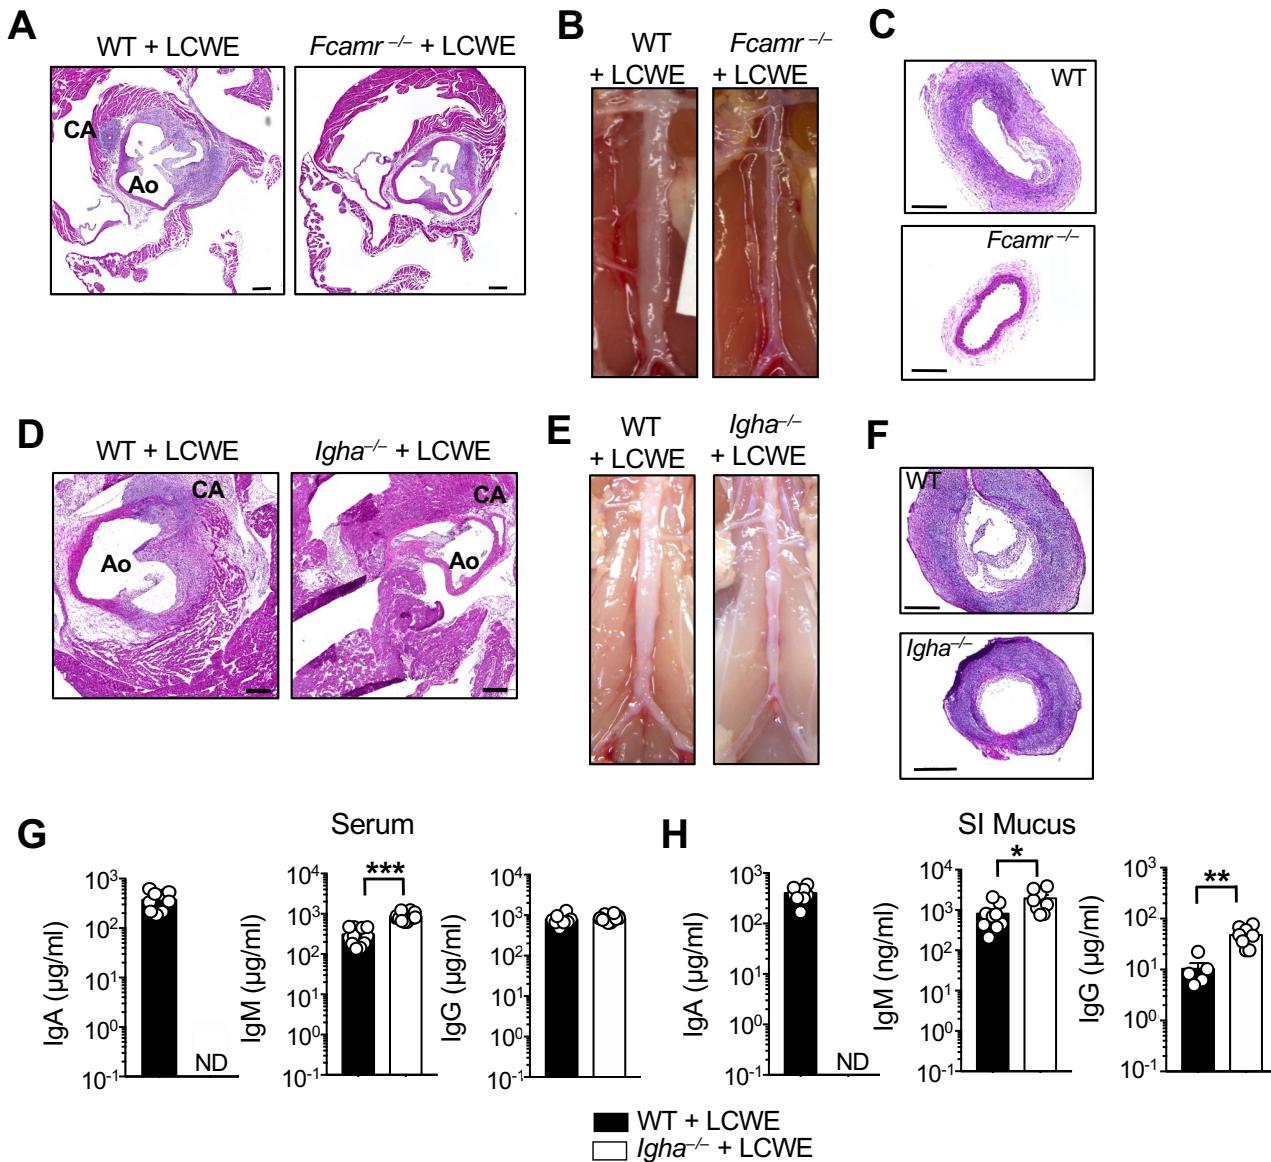 A
WT + LCWE
Fcamr –/– + LCWE
CA
Ao
B
WT
+ LCWE
Fcamr –/–
+ LCWE
C
WT
Fcamr –/–
D
WT + LCWE
Igha–/– + LCWE
CA
Ao
CA
Ao
E
WT
+ LCWE
Igha–/–
+ LCWE
F
WT
Igha–/–
G
Serum
IgA (µg/ml)
10³
10²
10¹
10⁰
10-¹
ND
IgM (µg/ml)
10⁴
10³
10²
10¹
10⁰
10-¹
***
IgG (µg/ml)
10⁴
10³
10²
10¹
10⁰
10-¹
H
SI Mucus
IgA (µg/ml)
10³
10²
10¹
10⁰
10-¹
ND
IgM (ng/ml)
10⁴
10³
10²
10¹
10⁰
10-¹
*
IgG (µg/ml)
10³
10²
10¹
10⁰
10-¹
**
WT + LCWE
Igha–/– + LCWE